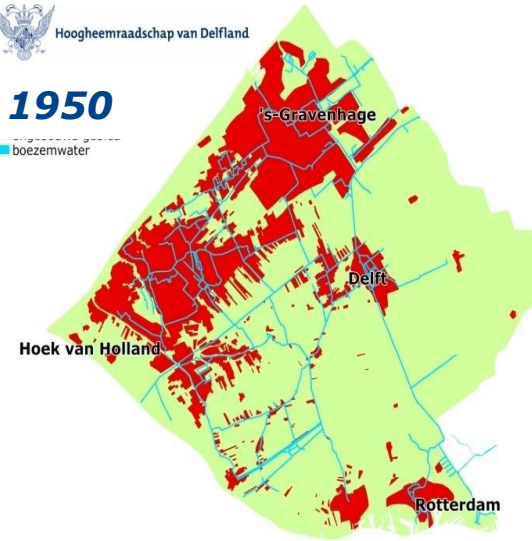 Hoogheemraadschap van Delfland
1950
boezemwater
's-Gravenhage
Delft
Hoek van Holland
Rotterdam